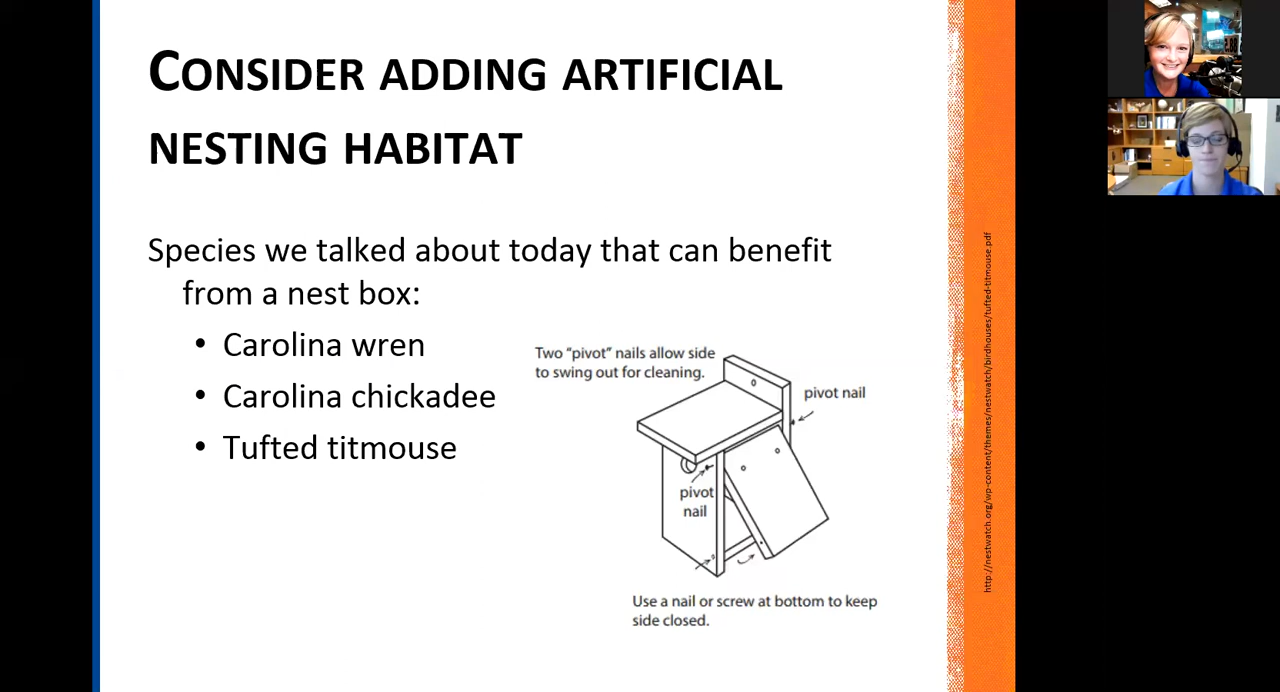 CONSIDER ADDING ARTIFICIAL
NESTING HABITAT
Species we talked about today that can benefit
from a nest box:
• Carolina wren
• Carolina chickadee
• Tufted titmouse
Two “pivot” nails allow side
to swing out for cleaning.
pivot nail
pivot
nail
Use a nail or screw at bottom to keep
side closed.
http://nestwatch.org/wp-content/themes/nestwatch/birdhouses/tufted-titmouse.pdf